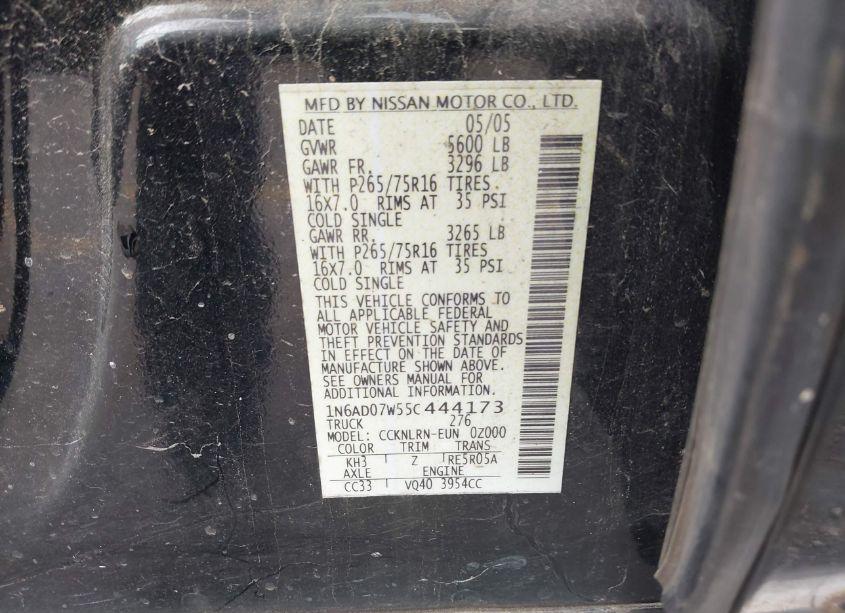 MFD BY NISSAN MOTOR CO., LTD.
DATE 05/05
GVWR 5600 LB
GAWR FR. 3296 LB
WITH P265/75R16 TIRES.
16X7.0 RIMS AT 35 PSI
COLD SINGLE
GAWR RR. 3265 LB
WITH P265/75R16 TIRES
16X7.0 RIMS AT 35 PSI
COLD SINGLE
THIS VEHICLE CONFORMS TO
ALL APPLICABLE FEDERAL
MOTOR VEHICLE SAFETY AND
THEFT PREVENTION STANDARDS
IN EFFECT ON THE DATE OF
MANUFACTURE SHOWN ABOVE.
SEE OWNERS MANUAL FOR
ADDITIONAL INFORMATION
1N6AD07W55C444173
TRUCK 276
MODEL: CCKNLRN-EUN 0Z000
COLOR TRIM TRANS
KH3 Z RE5R05A
AXLE ENGINE
CC33 VQ40 3954CC